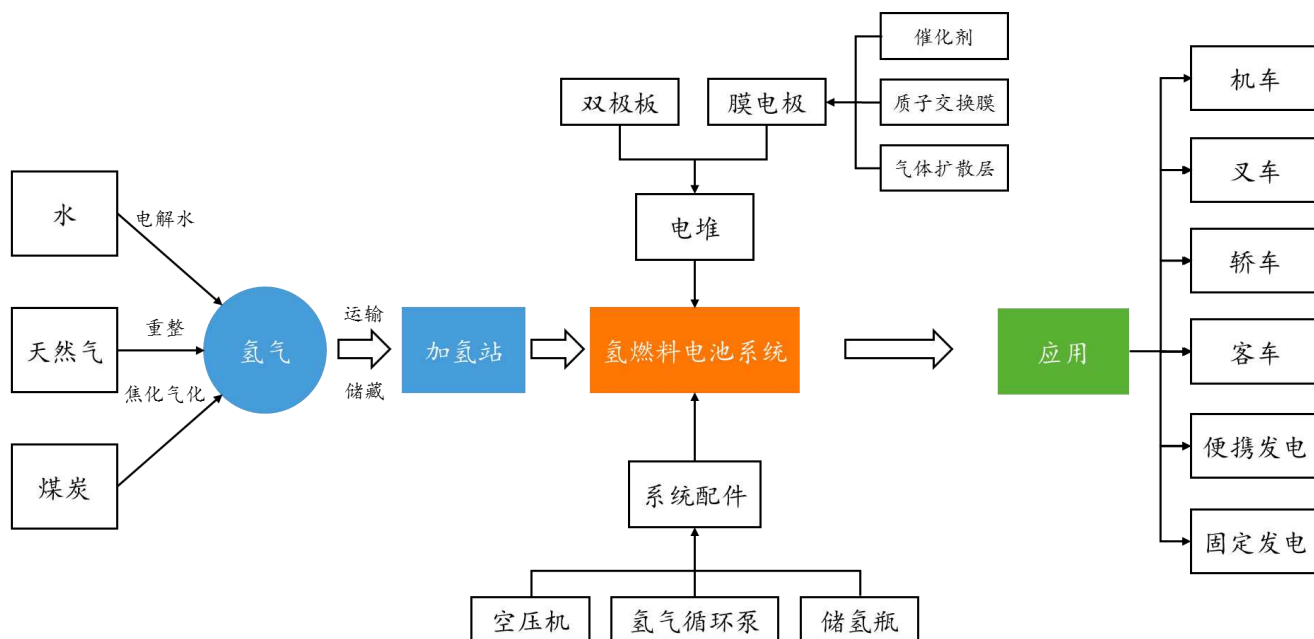 催化剂
双极板
膜电极
质子交换膜
气体扩散层
机车
叉车
水
电解水
电堆
轿车
天然气
重整
氢气
运输
储藏
加氢站
氢燃料电池系统
应用
客车
焦化气化
煤炭
系统配件
便携发电
固定发电
空压机
氢气循环泵
储氢瓶